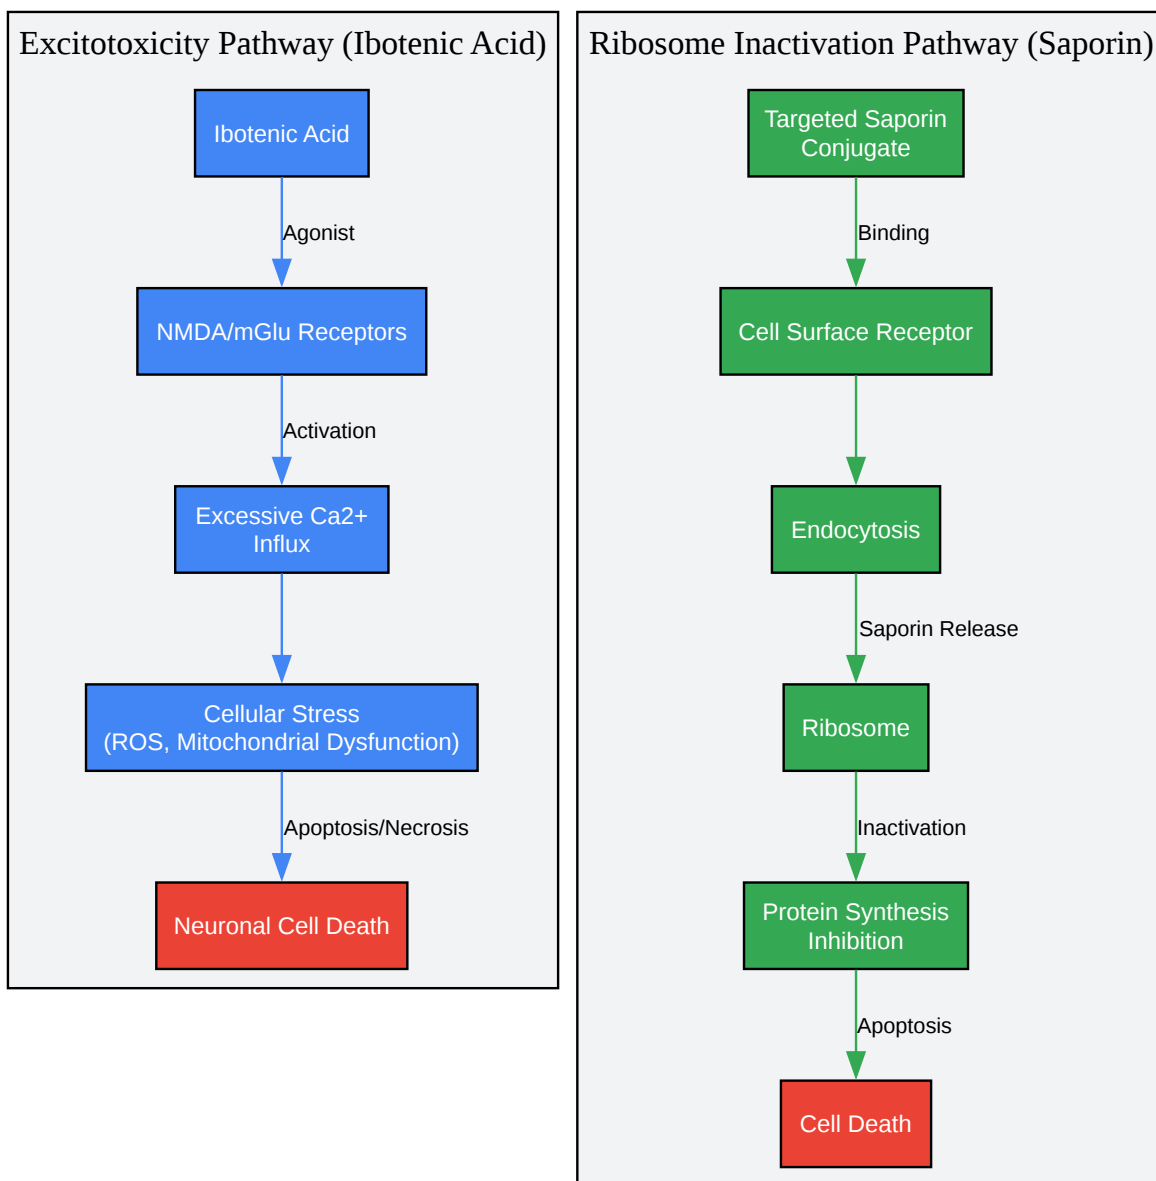 Excitotoxicity Pathway (Ibotenic Acid)
Ibotenic Acid
Agonist
NMDA/mGlu Receptors
Activation
Excessive Ca2+
Influx
Cellular Stress
(ROS, Mitochondrial Dysfunction)
Apoptosis/Necrosis
Neuronal Cell Death
Ribosome Inactivation Pathway (Saporin)
Targeted Saporin
Conjugate
Binding
Cell Surface Receptor
Endocytosis
Saporin Release
Ribosome
Inactivation
Protein Synthesis
Inhibition
Apoptosis
Cell Death